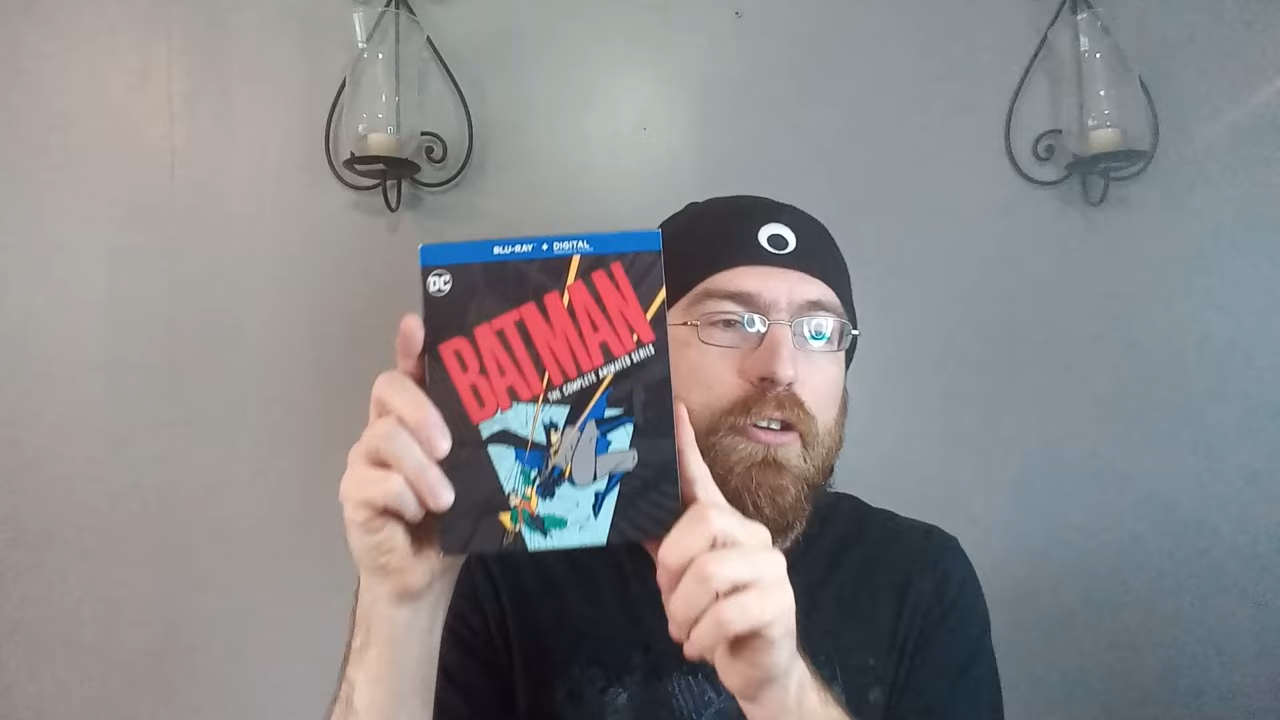 BLU-RAY + DIGITAL
DC
BATMAN
THE COMPLETE ANIMATED SERIES